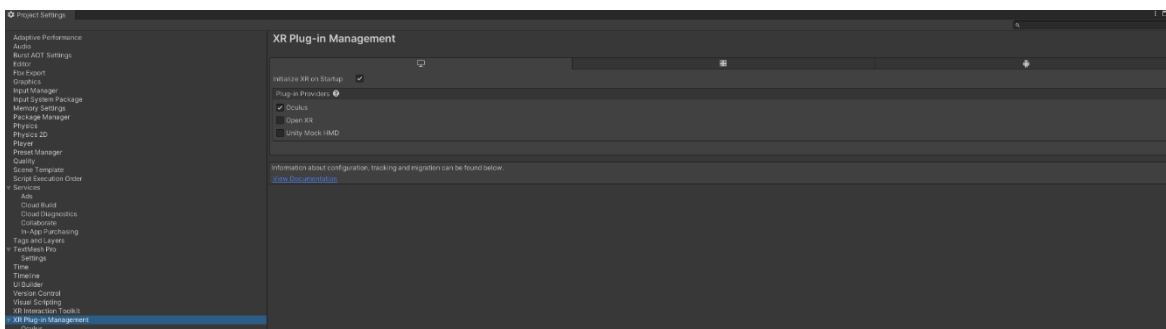 Project Settings
Adaptive Performance
Audio
Burst AOT Settings
Editor
Fbx Export
Graphics
Input Manager
Input System Package
Memory Settings
Package Manager
Physics
Physics 2D
Player
Preset Manager
Quality
Scene Template
Script Execution Order
Services
Ads
Cloud Build
Cloud Diagnostics
Collaborate
In-App Purchasing
Tags and Layers
TextMesh Pro
Settings
Time
Timeline
UI Builder
Version Control
Visual Scripting
XR Interaction Toolkit
XR Plug-in Management
Oculus
XR Plug-in Management
Initialize XR on Startup
Plug-in Providers
Oculus
Open XR
Unity Mock HMD
Information about configuration, tracking and migration can be found below.
View Documentation